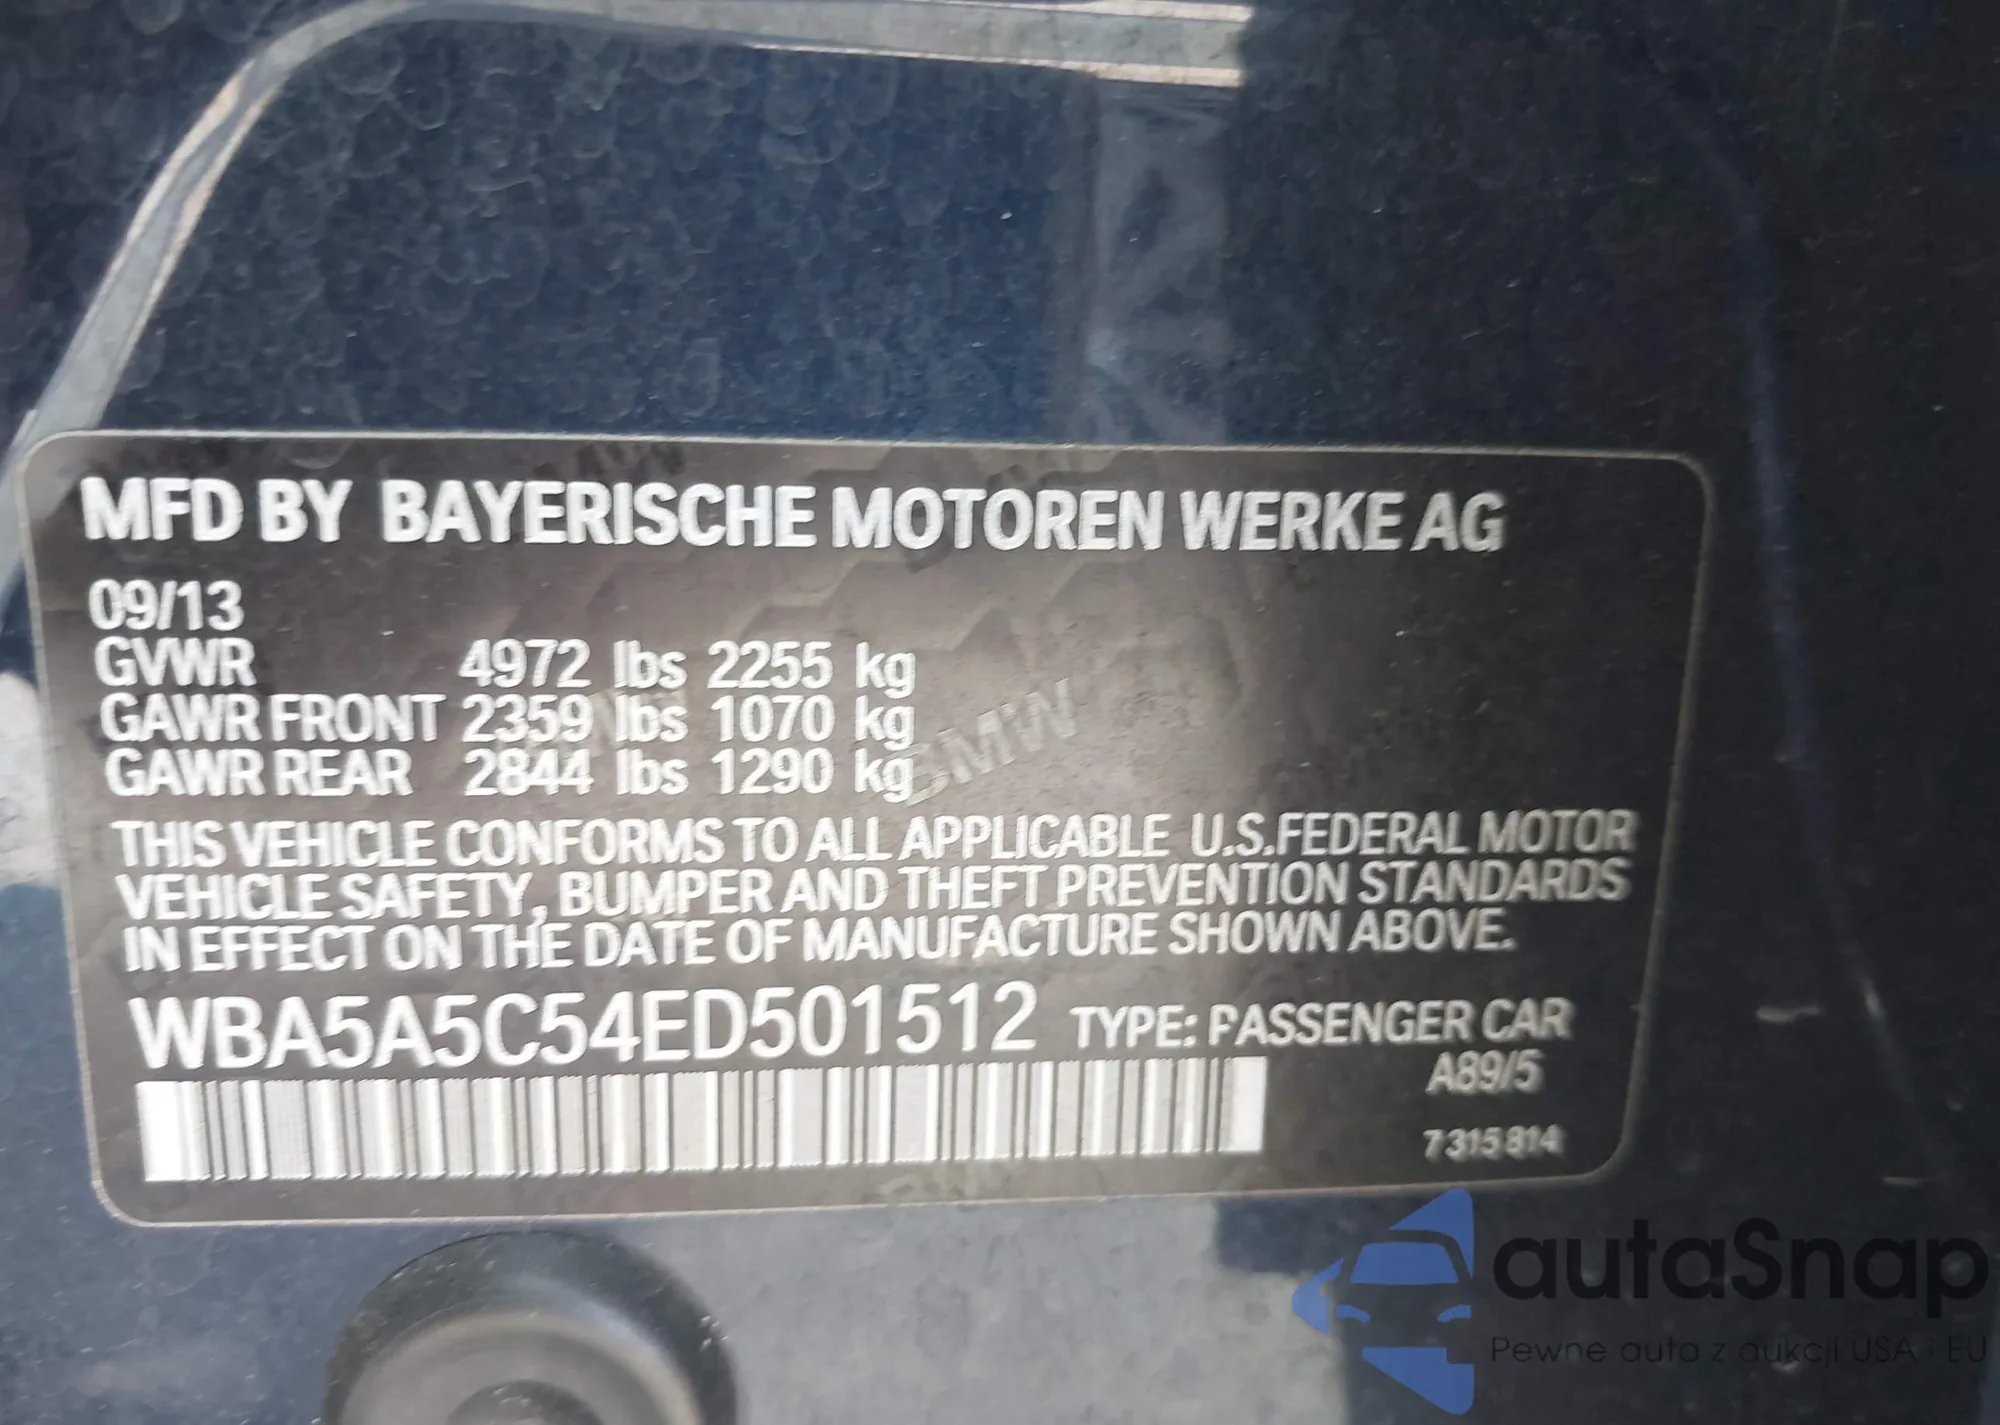 MFD BY BAYERISCHE MOTOREN WERKE AG
09/13
GVWR 4972 lbs 2255 kg
GAWR FRONT 2359 lbs 1070 kg
GAWR REAR 2844 lbs 1290 kg
THIS VEHICLE CONFORMS TO ALL APPLICABLE U.S.FEDERAL MOTOR
VEHICLE SAFETY, BUMPER AND THEFT PREVENTION STANDARDS
IN EFFECT ON THE DATE OF MANUFACTURE SHOWN ABOVE.
WBA5A5C54ED501512 TYPE: PASSENGER CAR
A89/5
7315814
BMW
autaSnap
Pewne auta z aukcji USA i EU